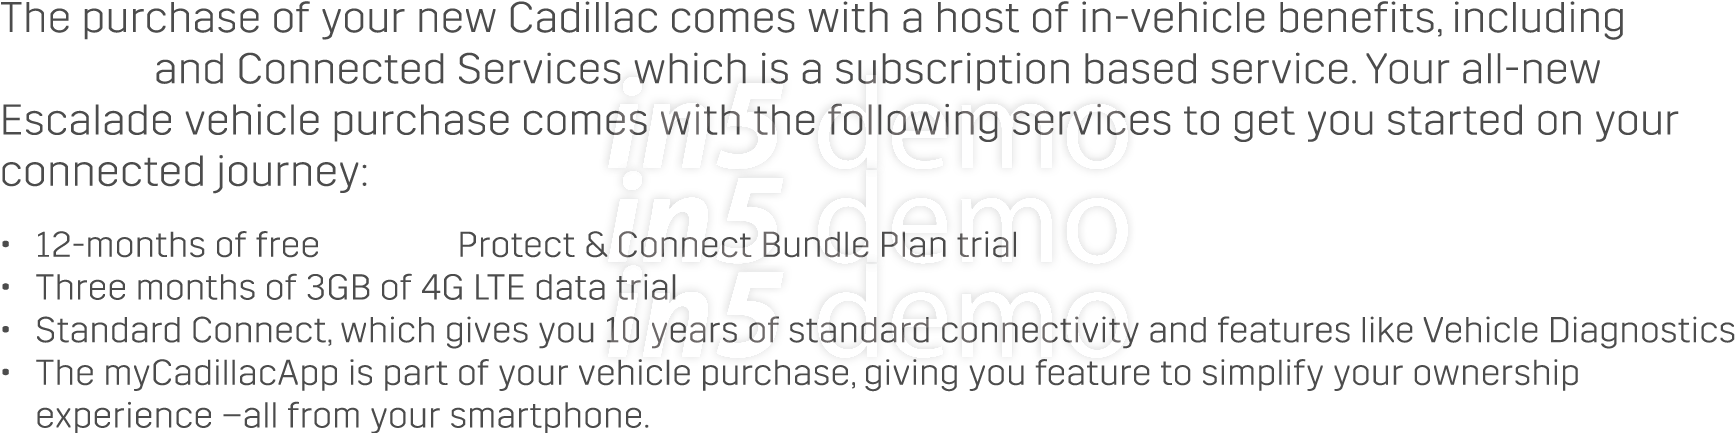 The purchase of your new Cadillac comes with a host of in-vehicle benefits, including
and Connected Services which is a subscription based service. Your all-new
Escalade vehicle purchase comes with the following services to get you started on your
connected journey:
• 12-months of free Protect & Connect Bundle Plan trial
• Three months of 3GB of 4G LTE data trial
• Standard Connect, which gives you 10 years of standard connectivity and features like Vehicle Diagnostics
• The myCadillacApp is part of your vehicle purchase, giving you feature to simplify your ownership
experience –all from your smartphone.
in5 demo
in5 demo
in5 demo